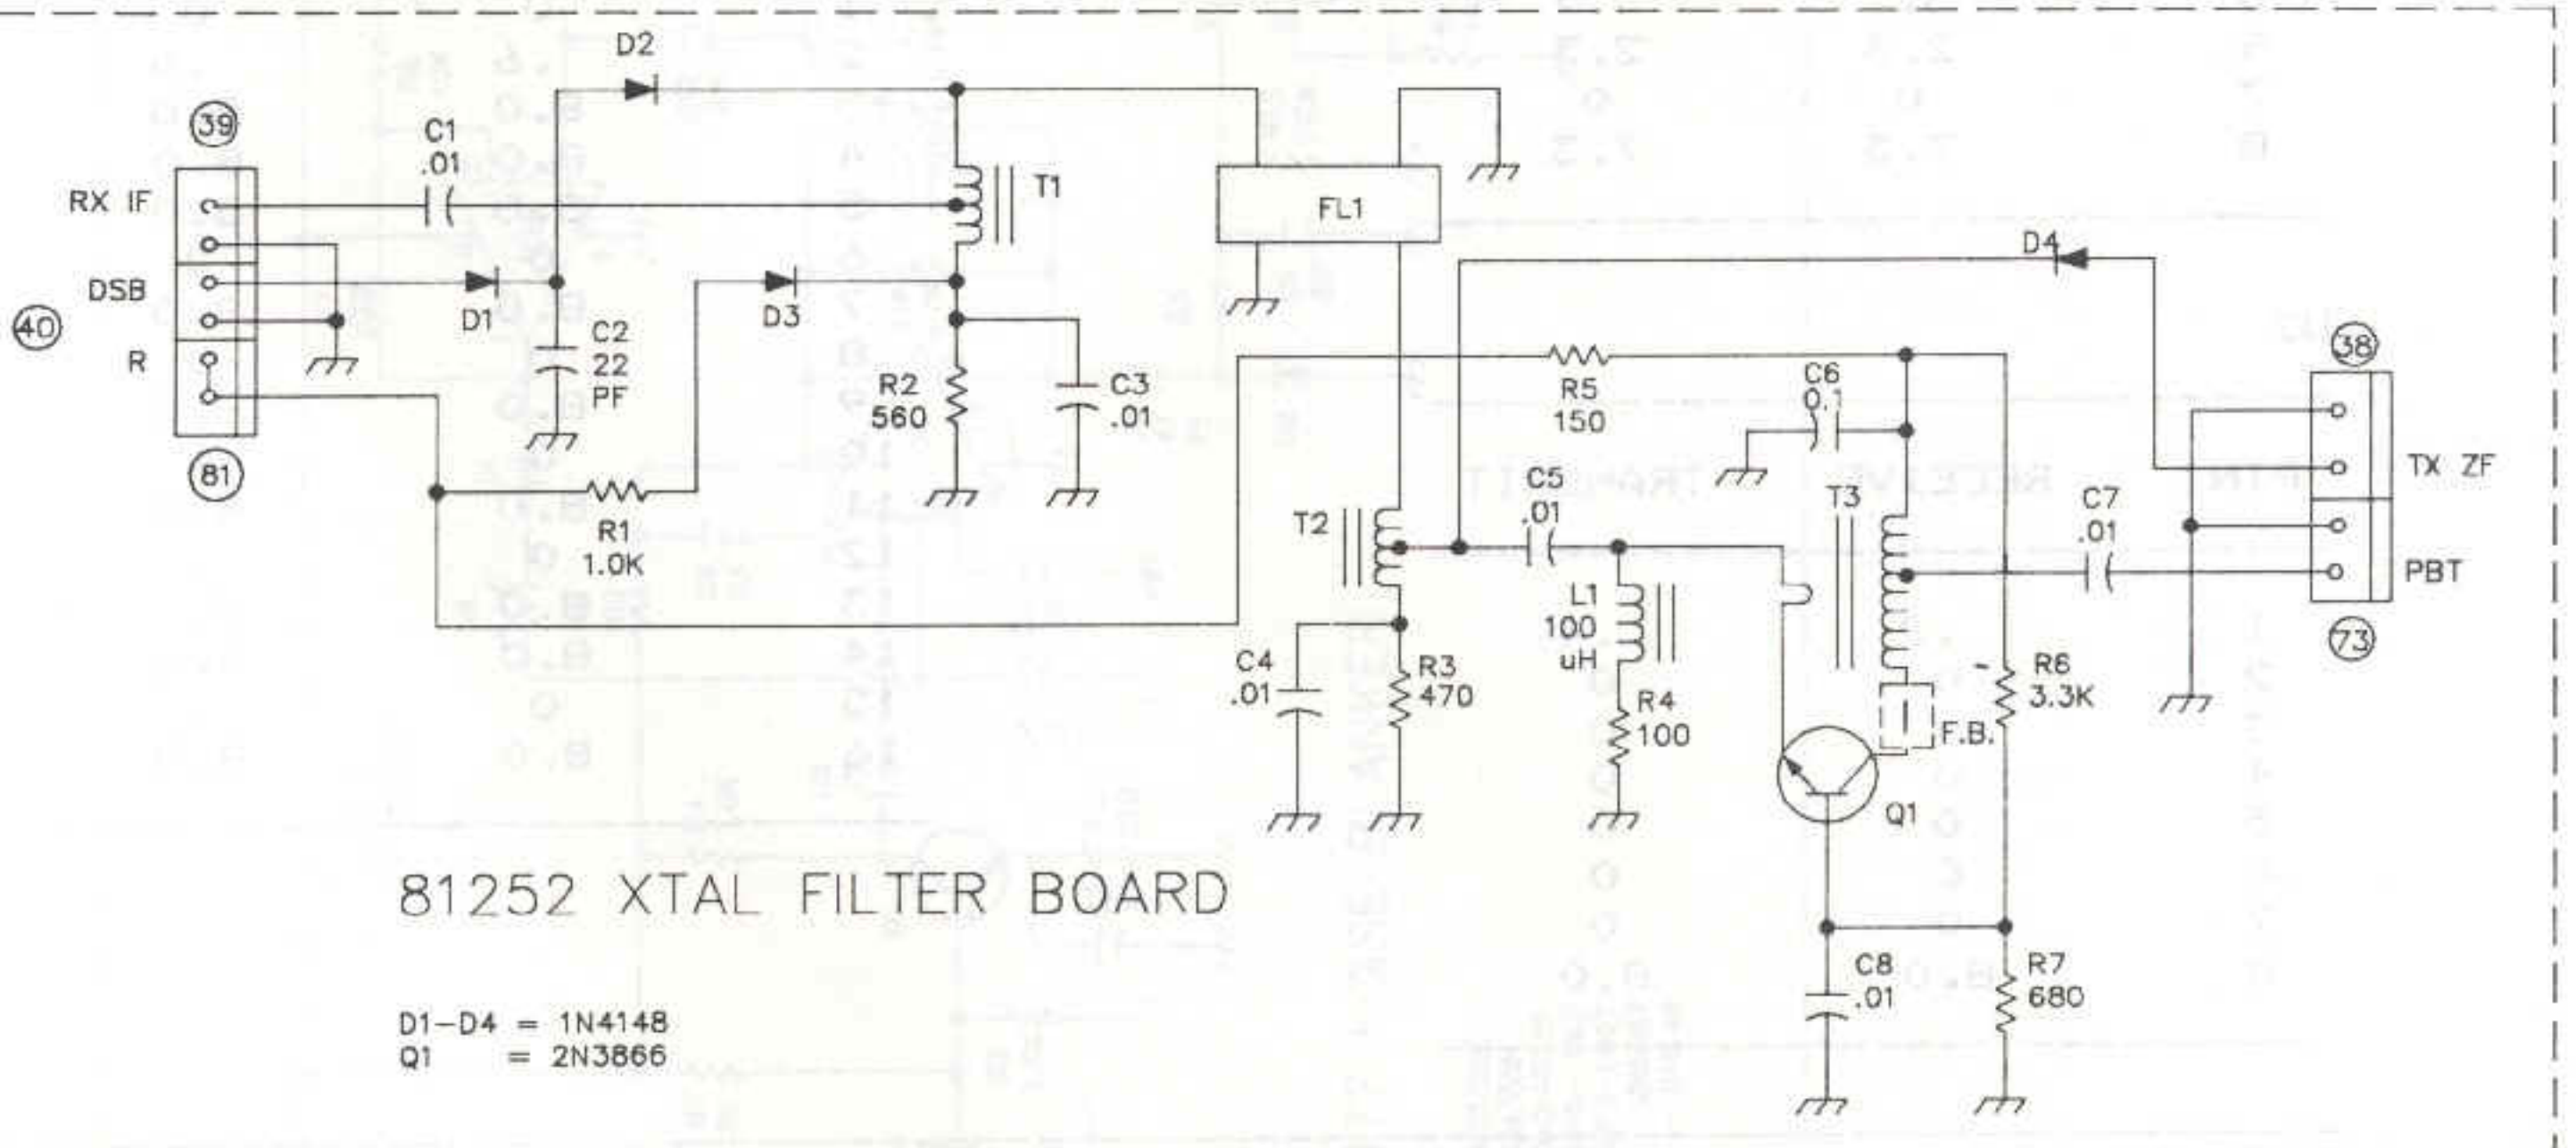 D2
39
C1
.01
RX IF
T1
FL1
D4
DSB
40
D1
D3
C2
22
PF
R
R2
560
C3
.01
R5
150
C6
0.1
38
81
R1
1.0K
T2
C5
.01
T3
C7
.01
TX ZF
L1
100
uH
PBT
73
C4
.01
R3
470
R4
100
R6
3.3K
F.B.
Q1
81252 XTAL FILTER BOARD
C8
.01
R7
680
D1-D4 = 1N4148
Q1 = 2N3866
TRANSMIT
RECEIVE
PIN